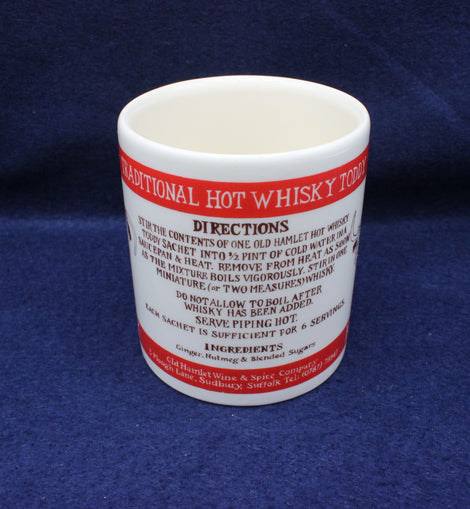 TRADITIONAL HOT WHISKY TODDY
DIRECTIONS
STIR THE CONTENTS OF ONE OLD HAMLET HOT WHISKY
TODDY SACHET INTO ½ PINT OF COLD WATER IN A
SAUCEPAN & HEAT. REMOVE FROM HEAT AS SOON
AS THE MIXTURE BOILS VIGOROUSLY. STIR IN ONE
MINIATURE (or TWO MEASURES) WHISKY.
DO NOT ALLOW TO BOIL AFTER
WHISKY HAS BEEN ADDED.
SERVE PIPING HOT.
EACH SACHET IS SUFFICIENT FOR 6 SERVINGS.
INGREDIENTS
Ginger, Nutmeg & Blended Sugars
Old Hamlet Wine & Spice Company
Plough Lane, Sudbury, Suffolk Tel: